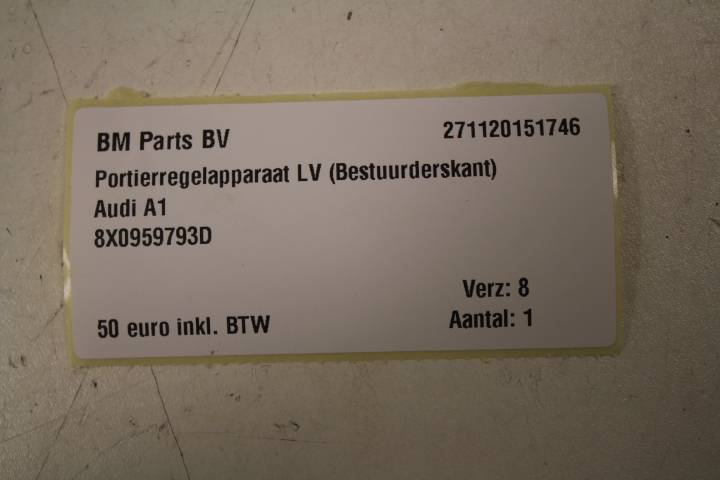 BM Parts BV 271120151746
Portierregelapparaat LV (Bestuurderskant)
Audi A1
8X0959793D
Verz: 8
50 euro inkl. BTW Aantal: 1